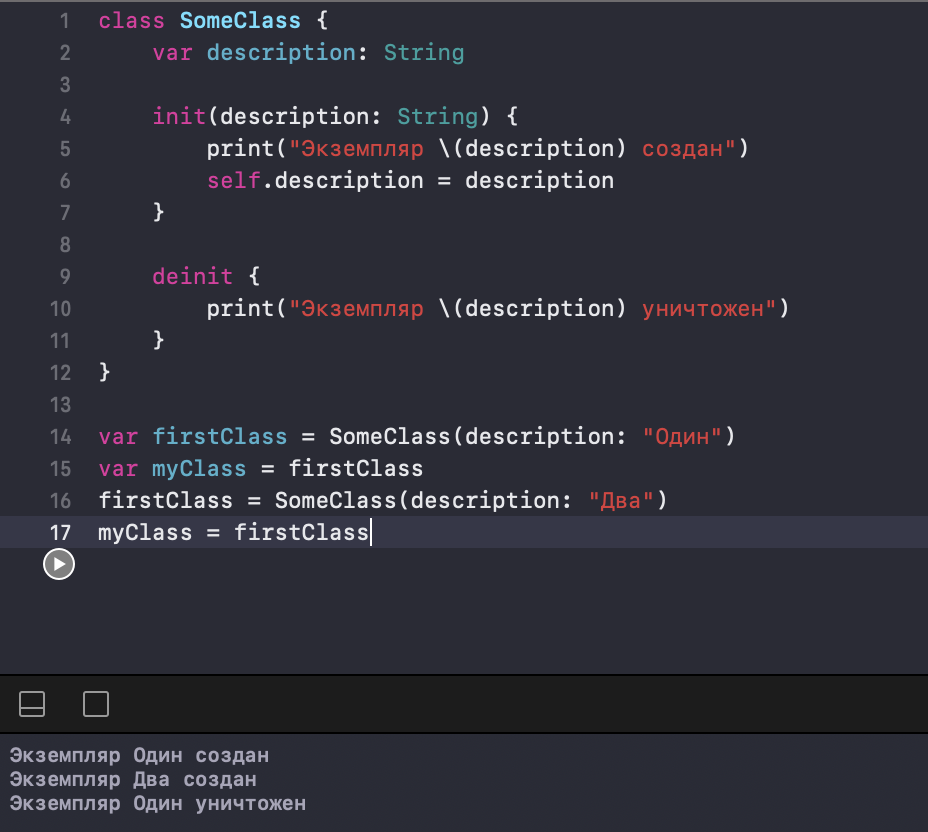 1 class SomeClass {
2 var description: String
3
4 init(description: String) {
5 print("Экземпляр \(description) создан")
6 self.description = description
7 }
8
9 deinit {
10 print("Экземпляр \(description) уничтожен")
11 }
12 }
13
14 var firstClass = SomeClass(description: "Один")
15 var myClass = firstClass
16 firstClass = SomeClass(description: "Два")
17 myClass = firstClass
Экземпляр Один создан
Экземпляр Два создан
Экземпляр Один уничтожен